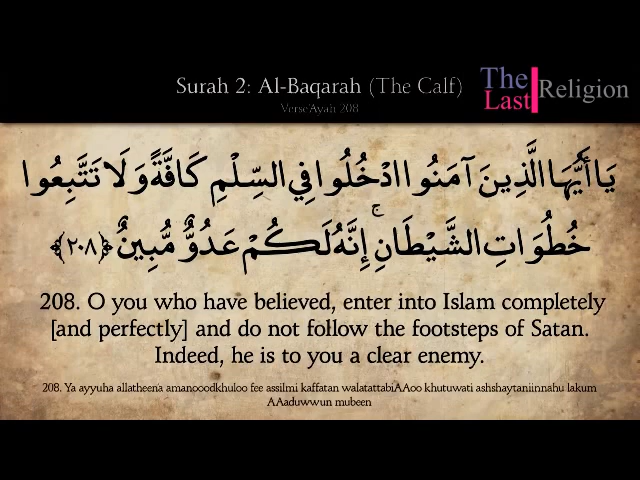 Surah 2: Al-Baqarah (The Calf)
Verse/Ayah 208
The Last Religion
يَا أَيُّهَا الَّذِينَ آمَنُوا ادْخُلُوا فِي السِّلْمِ كَافَّةً وَلَا تَتَّبِعُوا
خُطُوَاتِ الشَّيْطَانِ ۚ إِنَّهُ لَكُمْ عَدُوٌّ مُّبِينٌ ﴿٢٠٨﴾
208. O you who have believed, enter into Islam completely
[and perfectly] and do not follow the footsteps of Satan.
Indeed, he is to you a clear enemy.
208. Ya ayyuha allatheena amanooodkhuloo fee assilmi kaffatan walatattabiAAoo khutuwati ashshaytaniinnahu lakum
AAaduwwun mubeen